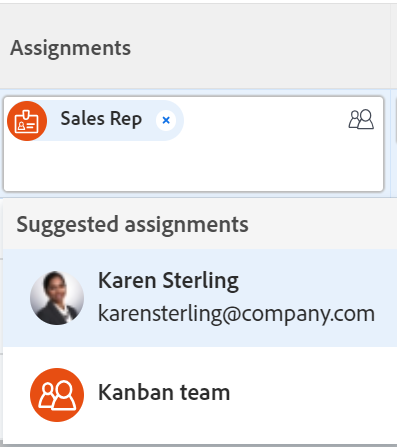 Assignments
Sales Rep ×
Suggested assignments
Karen Sterling
karensterling@company.com
Kanban team